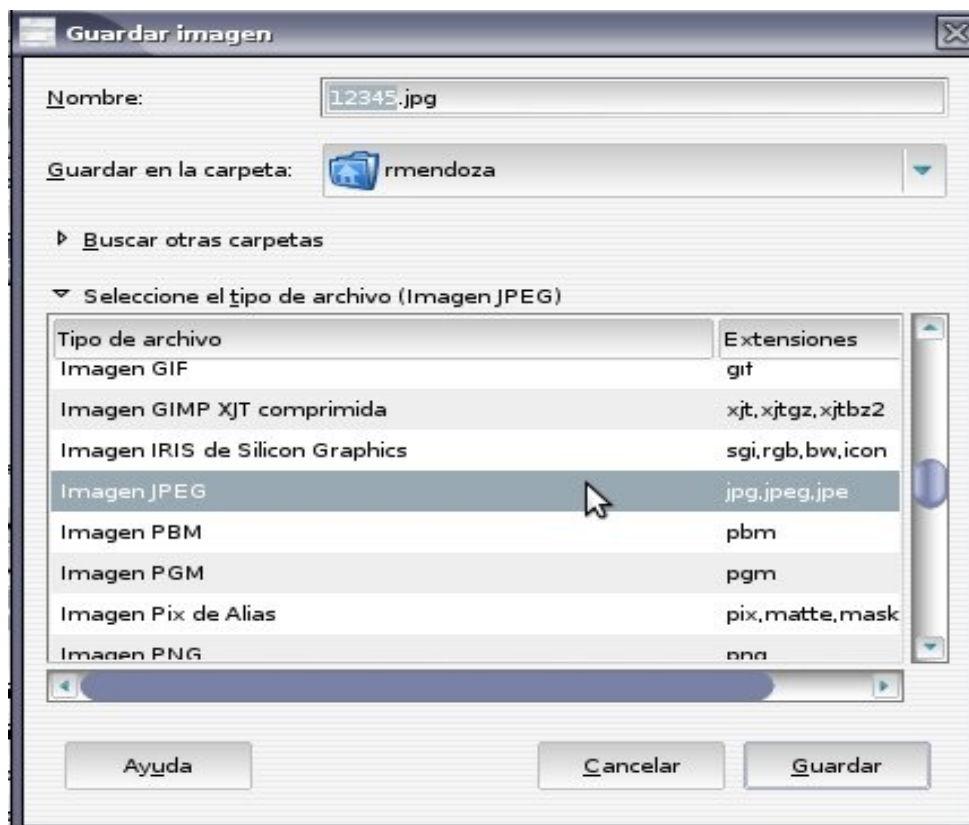 Guardar imagen
Nombre: 12345.jpg
Guardar en la carpeta: rmendoza
Buscar otras carpetas
Seleccione el tipo de archivo (Imagen JPEG)
Tipo de archivo Extensiones
Imagen GIF gif
Imagen GIMP XJT comprimida xjt,xjtgz,xjtbz2
Imagen IRIS de Silicon Graphics sgi,rgb,bw,icon
Imagen JPEG jpg,jpeg,jpe
Imagen PBM pbm
Imagen PGM pgm
Imagen Pix de Alias pix,matte,mask
Imagen PNG png
Ayuda Cancelar Guardar